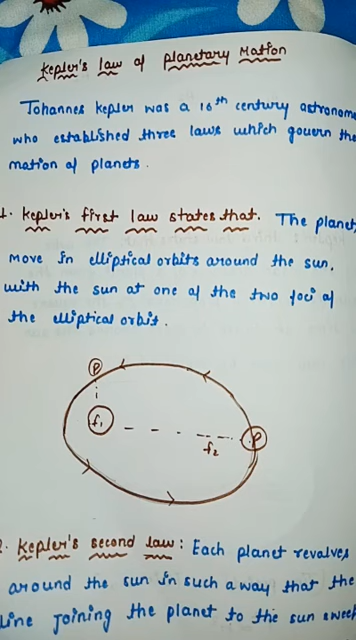 Kepler's law of planetary Mation
Johannes kepler was a 16th century astronome
who established three laws which govern the
mation of planets.
1. kepler's first law states that. The planet
move in elliptical orbits around the sun,
with the sun at one of the two foci of
the elliptical orbit.
P
f1
f2
P
2. Kepler's second law: Each planet revolves
around the sun in such a way that the
line joining the planet to the sun sweep